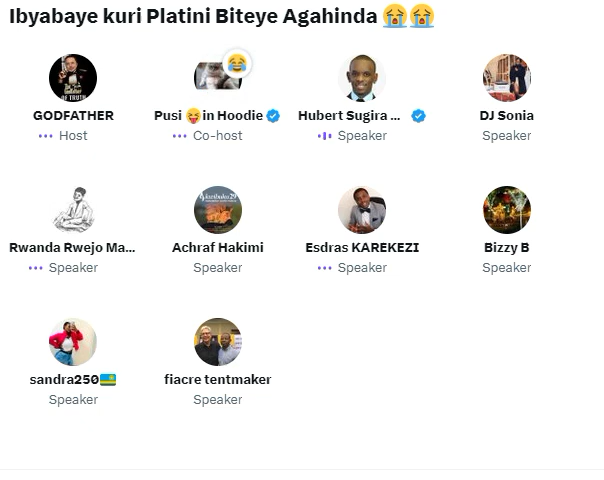 Ibyabaye kuri Platini Biteye Agahinda 😭😭
GODFATHER
Host
Pusi 😝in Hoodie
Co-host
Hubert Sugira ...
Speaker
DJ Sonia
Speaker
Rwanda Rwejo Ma...
Speaker
Achraf Hakimi
Speaker
Esdras KAREKEZI
Speaker
Bizzy B
Speaker
sandra250🇷🇼
Speaker
fiacre tentmaker
Speaker